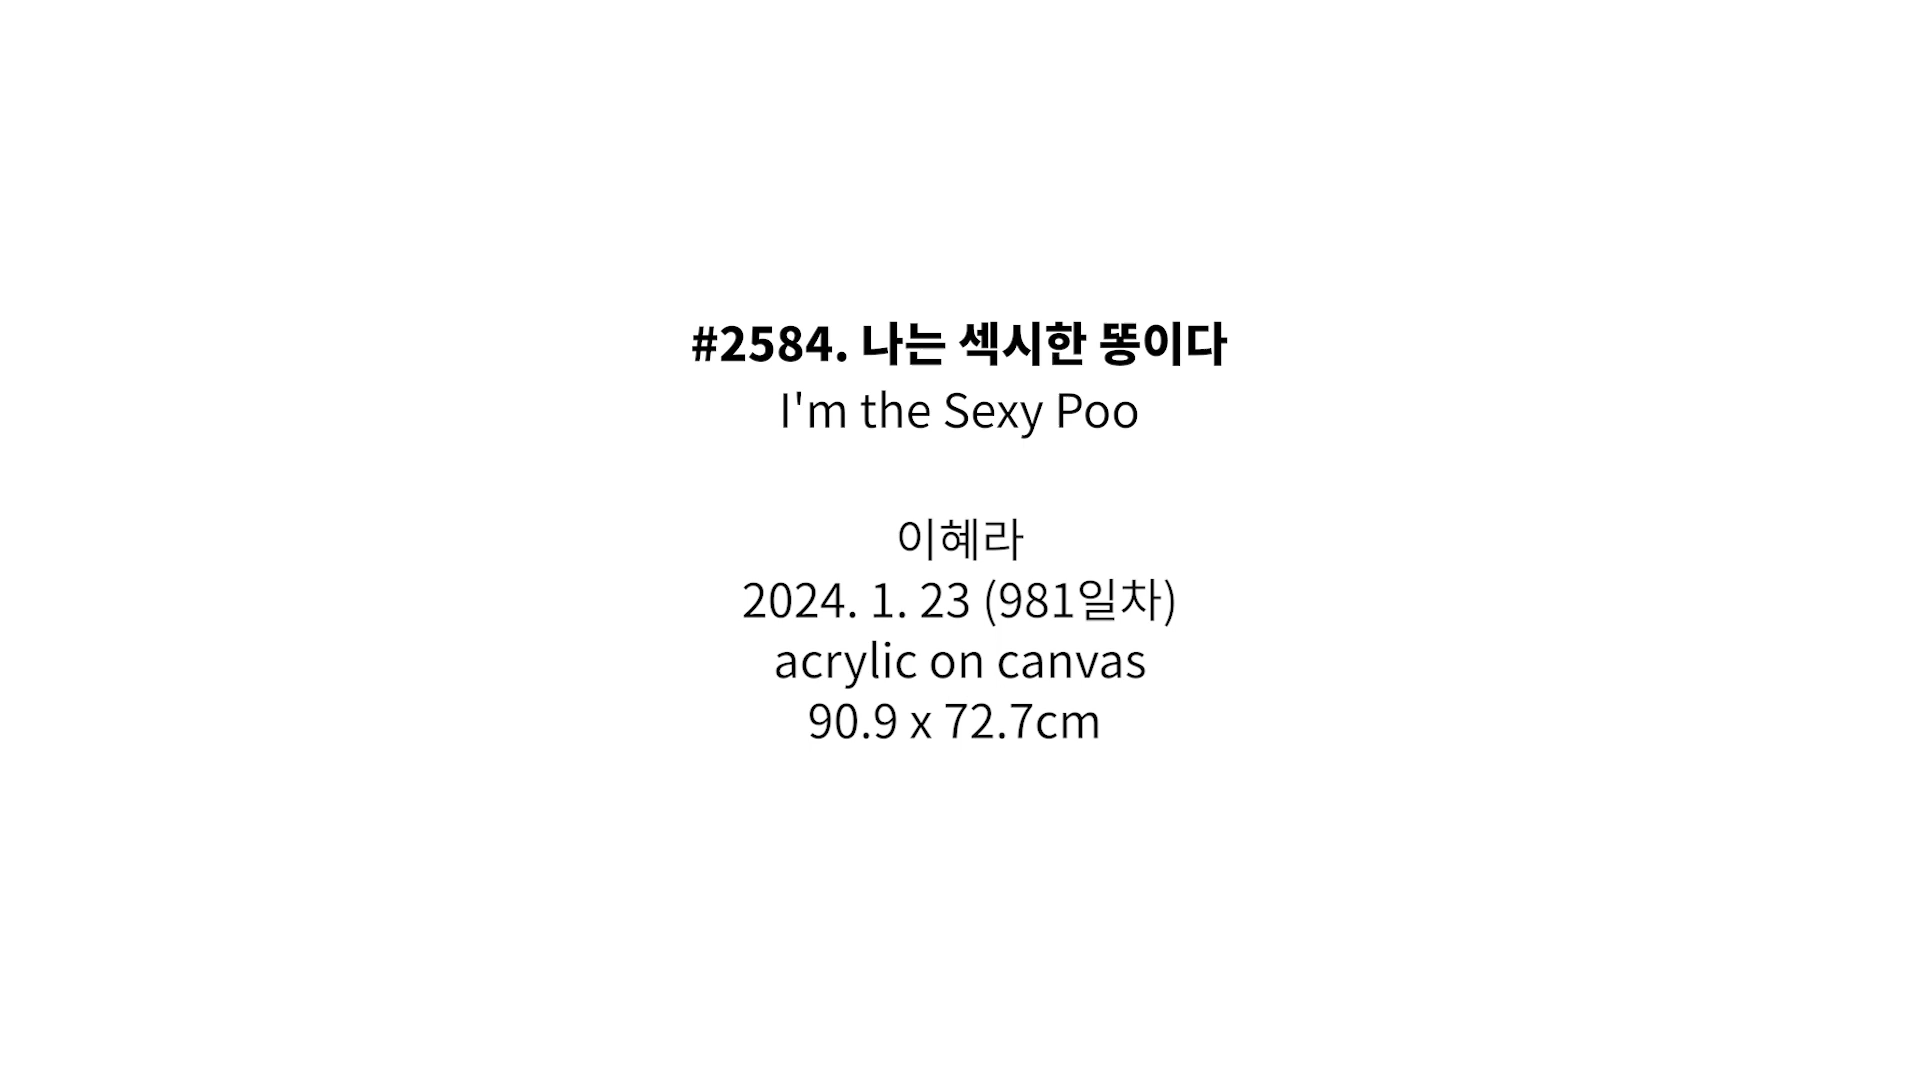 #2584. 나는 섹시한 똥이다
I'm the Sexy Poo
이혜라
2024. 1. 23 (981일차)
acrylic on canvas
90.9 x 72.7cm